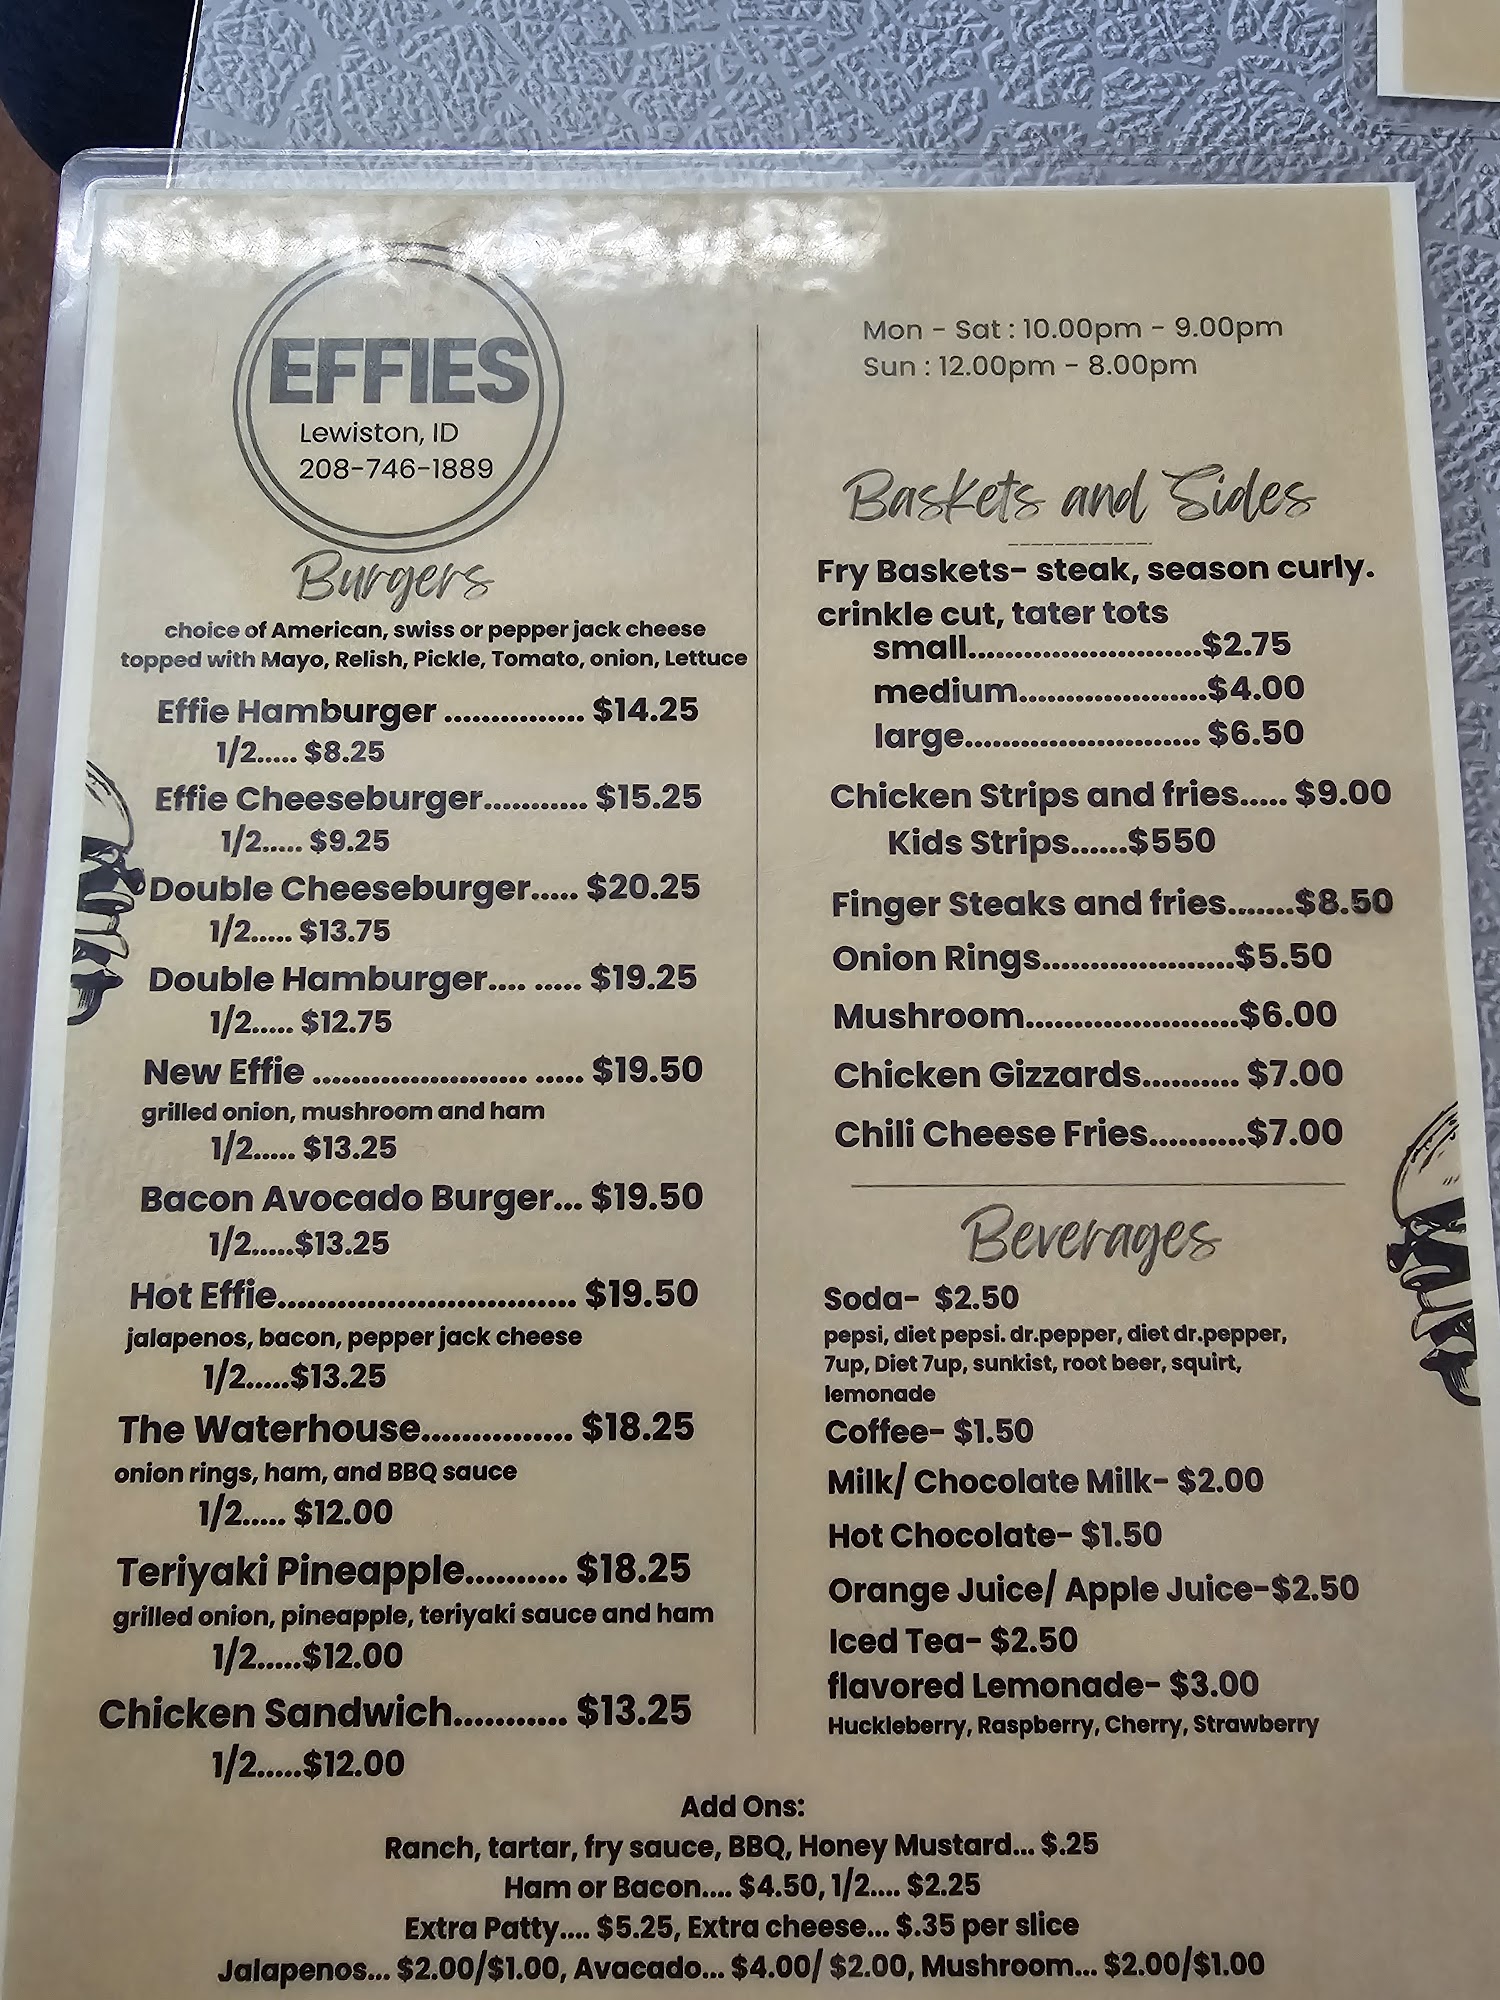 EFFIES
Lewiston, ID
208-746-1889
Burgers
choice of American, swiss or pepper jack cheese
topped with Mayo, Relish, Pickle, Tomato, onion, Lettuce
Effie Hamburger ............... $14.25
1/2..... $8.25
Effie Cheeseburger........... $15.25
1/2..... $9.25
Double Cheeseburger..... $20.25
1/2..... $13.75
Double Hamburger.... ..... $19.25
1/2..... $12.75
New Effie ....................... ..... $19.50
grilled onion, mushroom and ham
1/2..... $13.25
Bacon Avocado Burger... $19.50
1/2.....$13.25
Hot Effie................................ $19.50
jalapenos, bacon, pepper jack cheese
1/2.....$13.25
The Waterhouse................ $18.25
onion rings, ham, and BBQ sauce
1/2..... $12.00
Teriyaki Pineapple........... $18.25
grilled onion, pineapple, teriyaki sauce and ham
1/2.....$12.00
Chicken Sandwich............ $13.25
1/2.....$12.00
Mon - Sat : 10.00pm - 9.00pm
Sun : 12.00pm - 8.00pm
Baskets and Sides
Fry Baskets- steak, season curly.
crinkle cut, tater tots
small.........................$2.75
medium....................$4.00
large......................... $6.50
Chicken Strips and fries..... $9.00
Kids Strips......$550
Finger Steaks and fries.......$8.50
Onion Rings.....................$5.50
Mushroom.......................$6.00
Chicken Gizzards.......... $7.00
Chili Cheese Fries...........$7.00
Beverages
Soda- $2.50
pepsi, diet pepsi. dr.pepper, diet dr.pepper,
7up, Diet 7up, sunkist, root beer, squirt,
lemonade
Coffee- $1.50
Milk/ Chocolate Milk- $2.00
Hot Chocolate- $1.50
Orange Juice/ Apple Juice-$2.50
Iced Tea- $2.50
flavored Lemonade- $3.00
Huckleberry, Raspberry, Cherry, Strawberry
Add Ons:
Ranch, tartar, fry sauce, BBQ, Honey Mustard... $.25
Ham or Bacon.... $4.50, 1/2.... $2.25
Extra Patty.... $5.25, Extra cheese... $.35 per slice
Jalapenos... $2.00/$1.00, Avacado... $4.00/ $2.00, Mushroom... $2.00/$1.00